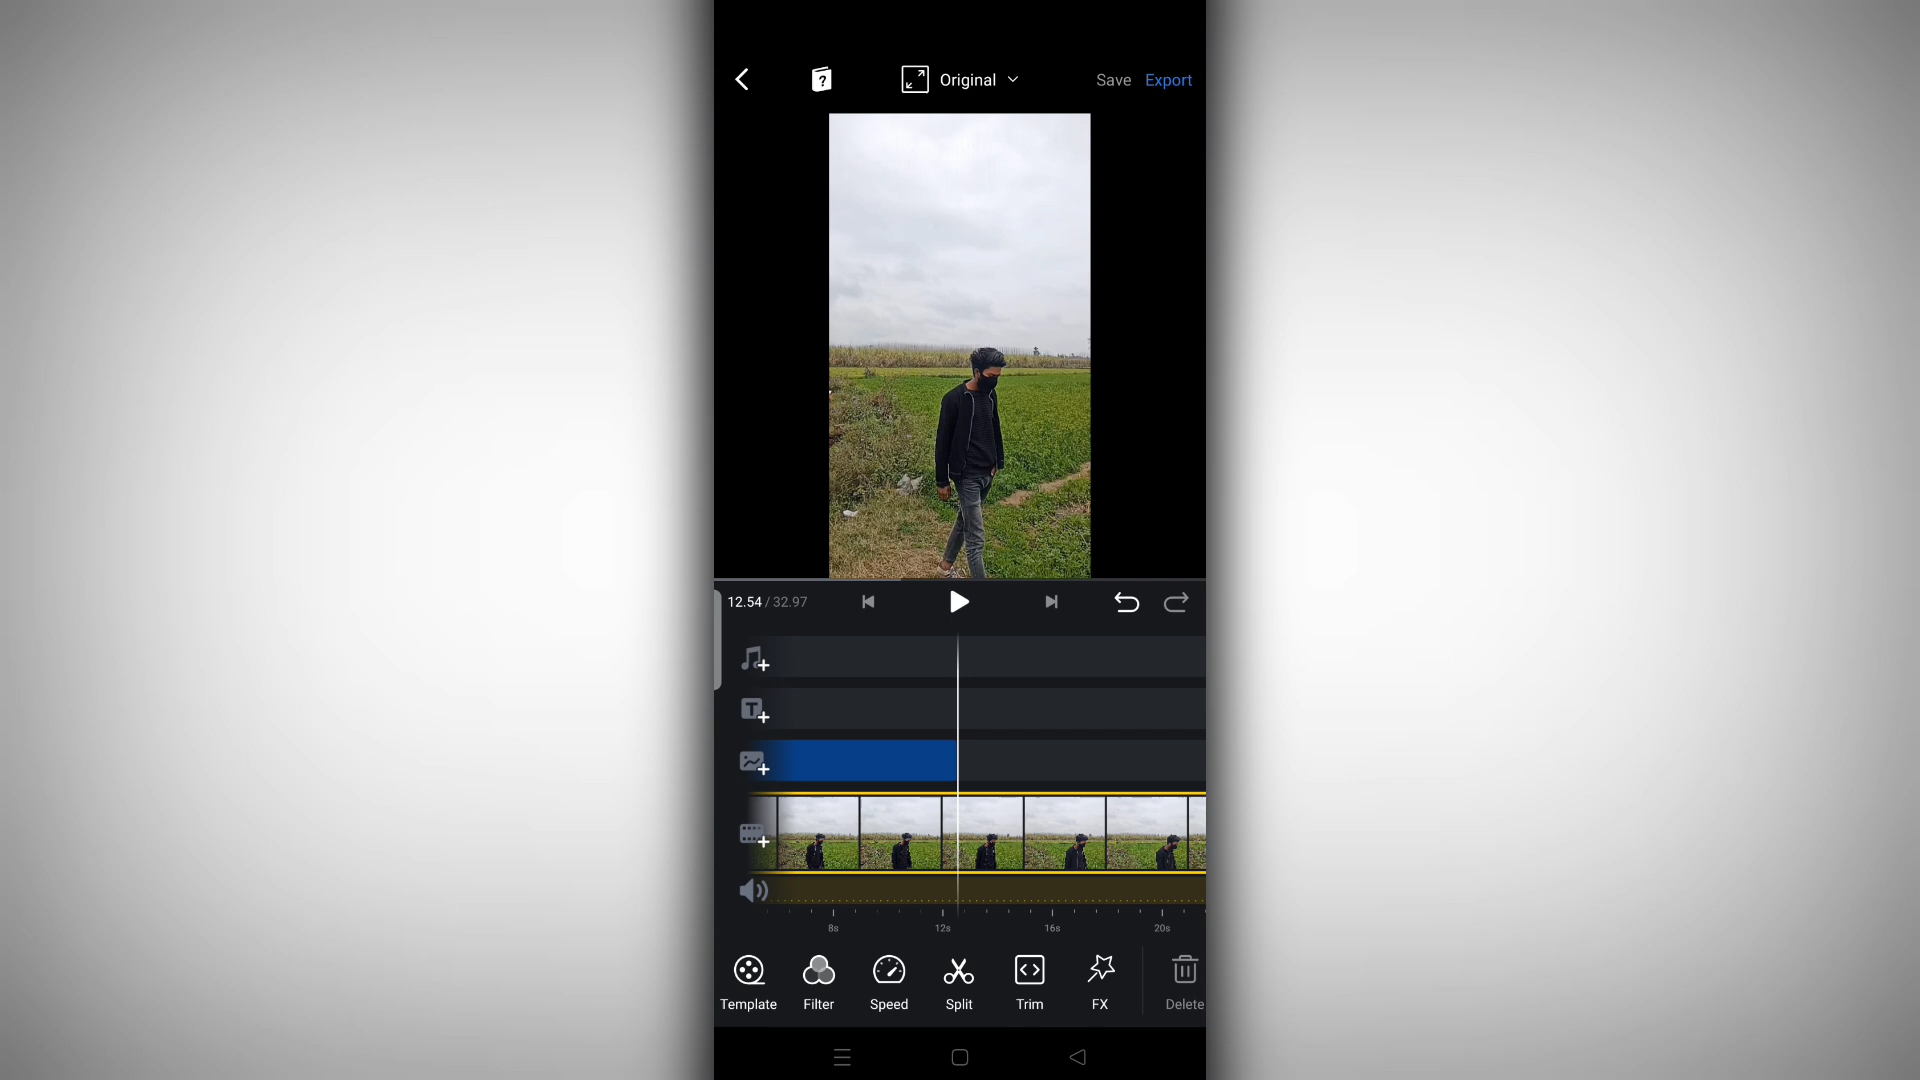 Original
Save Export
12.54 / 32.97
8s 12s 16s 20s
Template Filter Speed Split Trim FX Delete